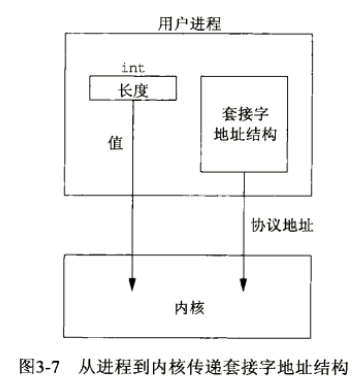 用户进程
int
长度
套接字
地址结构
值
协议地址
内核
图3-7 从进程到内核传递套接字地址结构